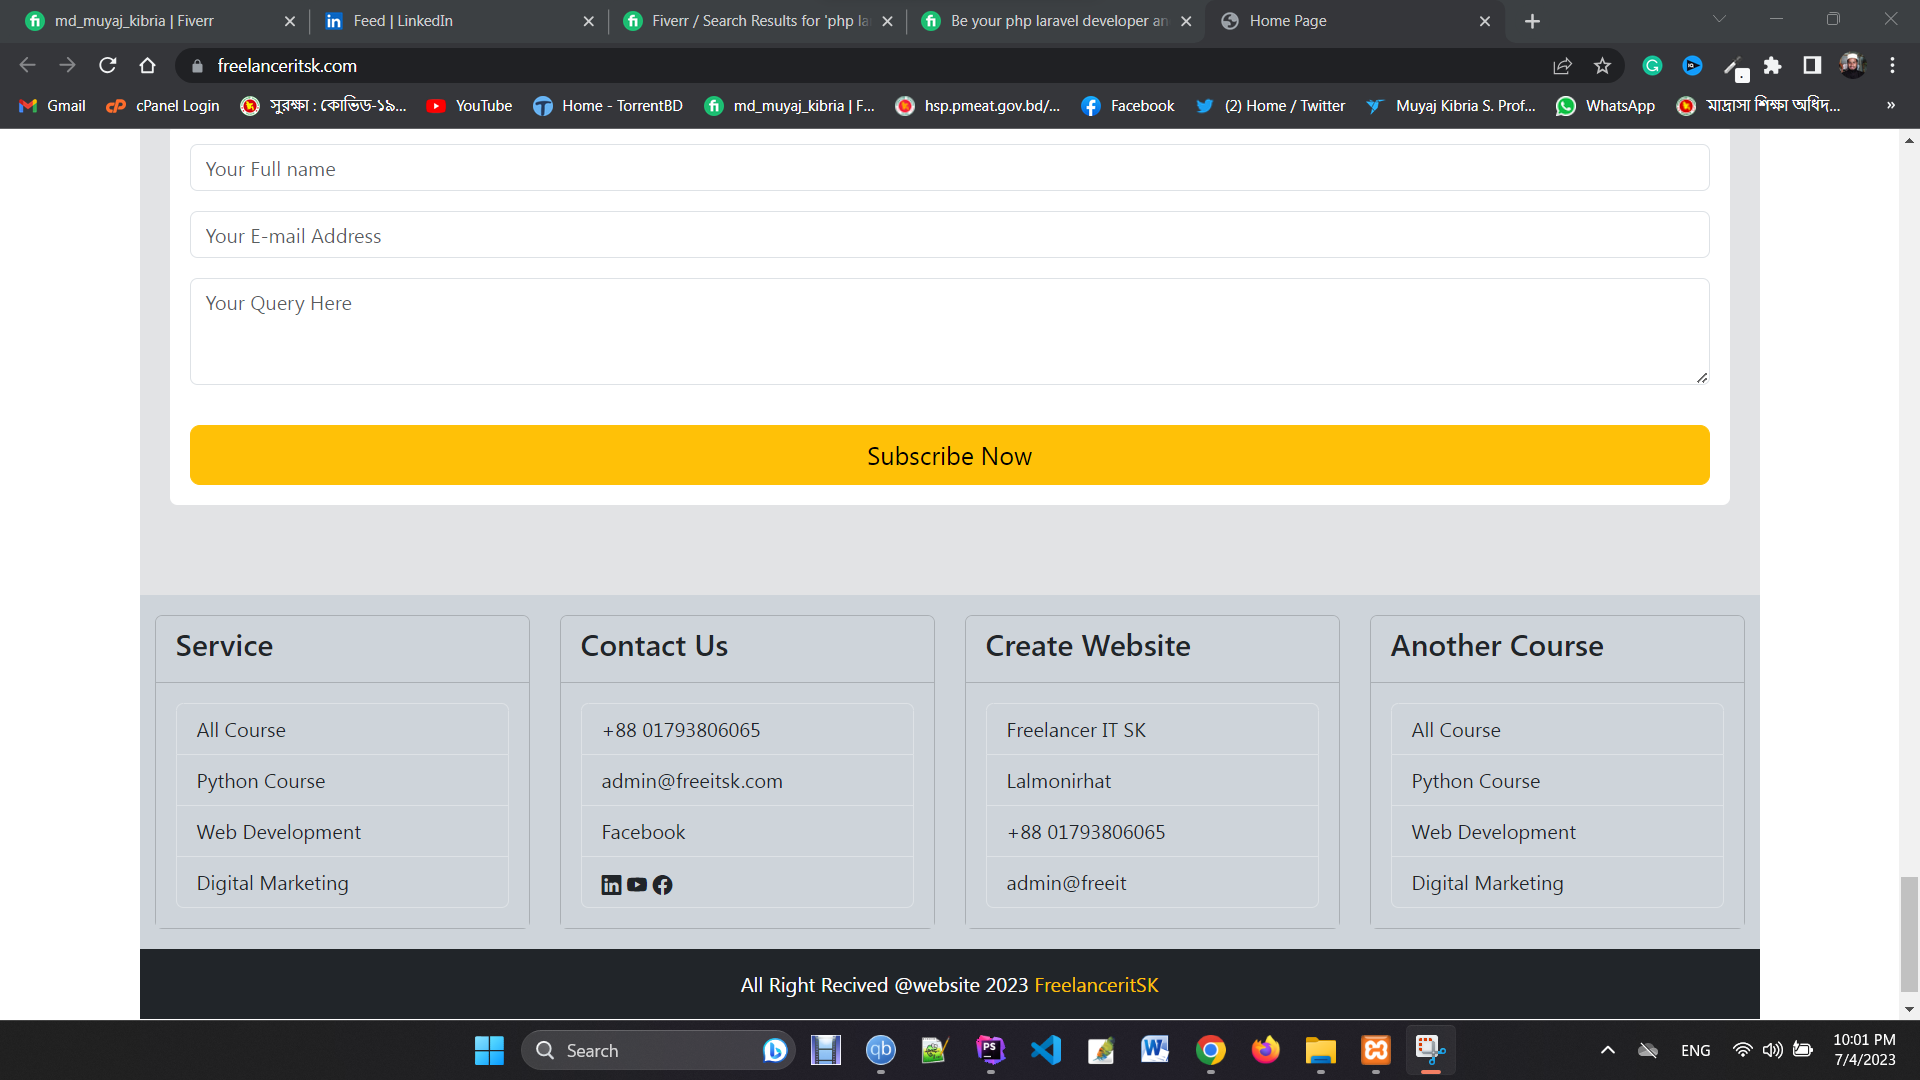 md_muyaj_kibria | Fiverr
Feed | LinkedIn
Fiverr / Search Results for 'php la
Be your php laravel developer an
Home Page
freelanceritsk.com
Gmail
cPanel Login
সুরক্ষা : কোভিড-১৯...
YouTube
Home - TorrentBD
md_muyaj_kibria | F...
hsp.pmeat.gov.bd/...
Facebook
(2) Home / Twitter
Muyaj Kibria S. Prof...
WhatsApp
মাদ্রাসা শিক্ষা অধিদ...
»
Your Full name
Your E-mail Address
Your Query Here
Subscribe Now
Service
All Course
Python Course
Web Development
Digital Marketing
Contact Us
+88 01793806065
admin@freeitsk.com
Facebook
Create Website
Freelancer IT SK
Lalmonirhat
+88 01793806065
admin@freeit
Another Course
All Course
Python Course
Web Development
Digital Marketing
All Right Recived @website 2023 FreelanceritSK
Search
ENG
10:01 PM
7/4/2023